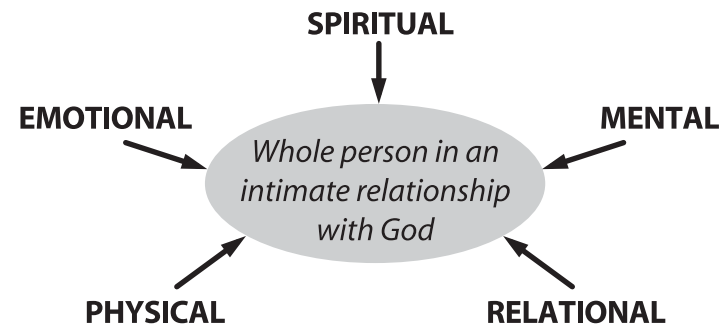 SPIRITUAL
EMOTIONAL
MENTAL
Whole person in an
intimate relationship
with God
PHYSICAL
RELATIONAL